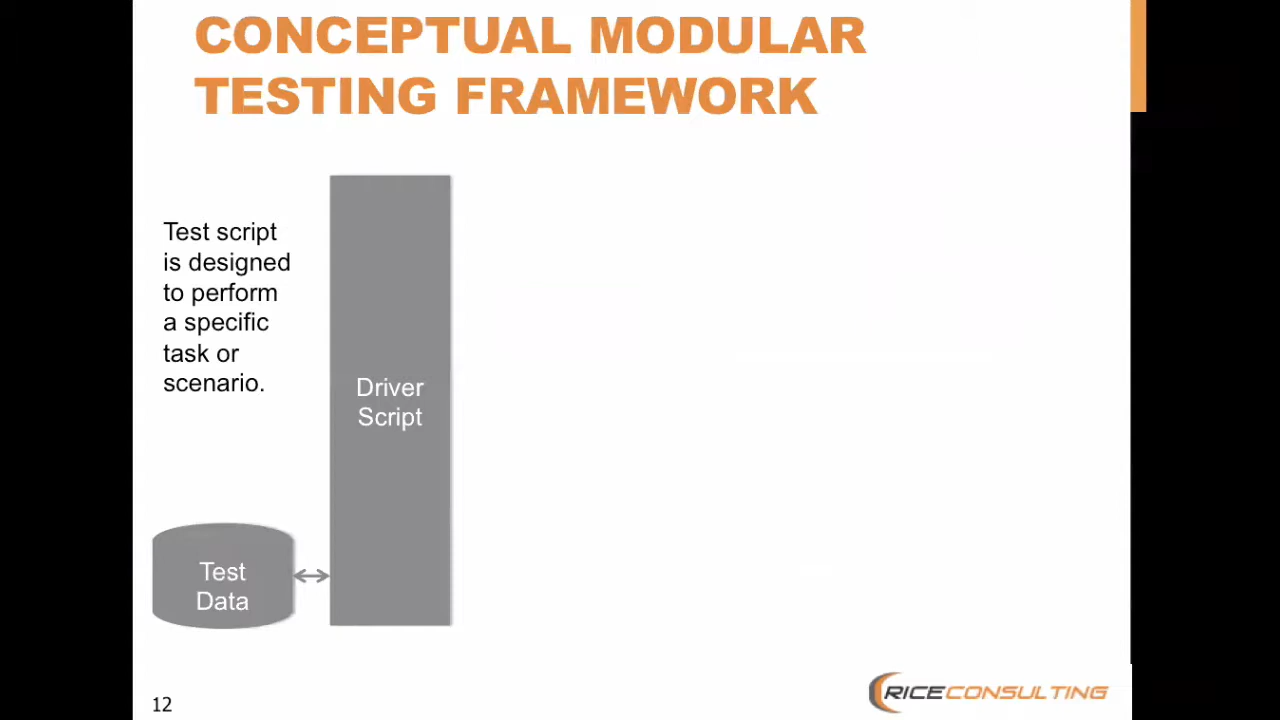 CONCEPTUAL MODULAR
TESTING FRAMEWORK
Test script
is designed
to perform
a specific
task or
scenario.
Driver
Script
Test
Data
12
RICECONSULTING